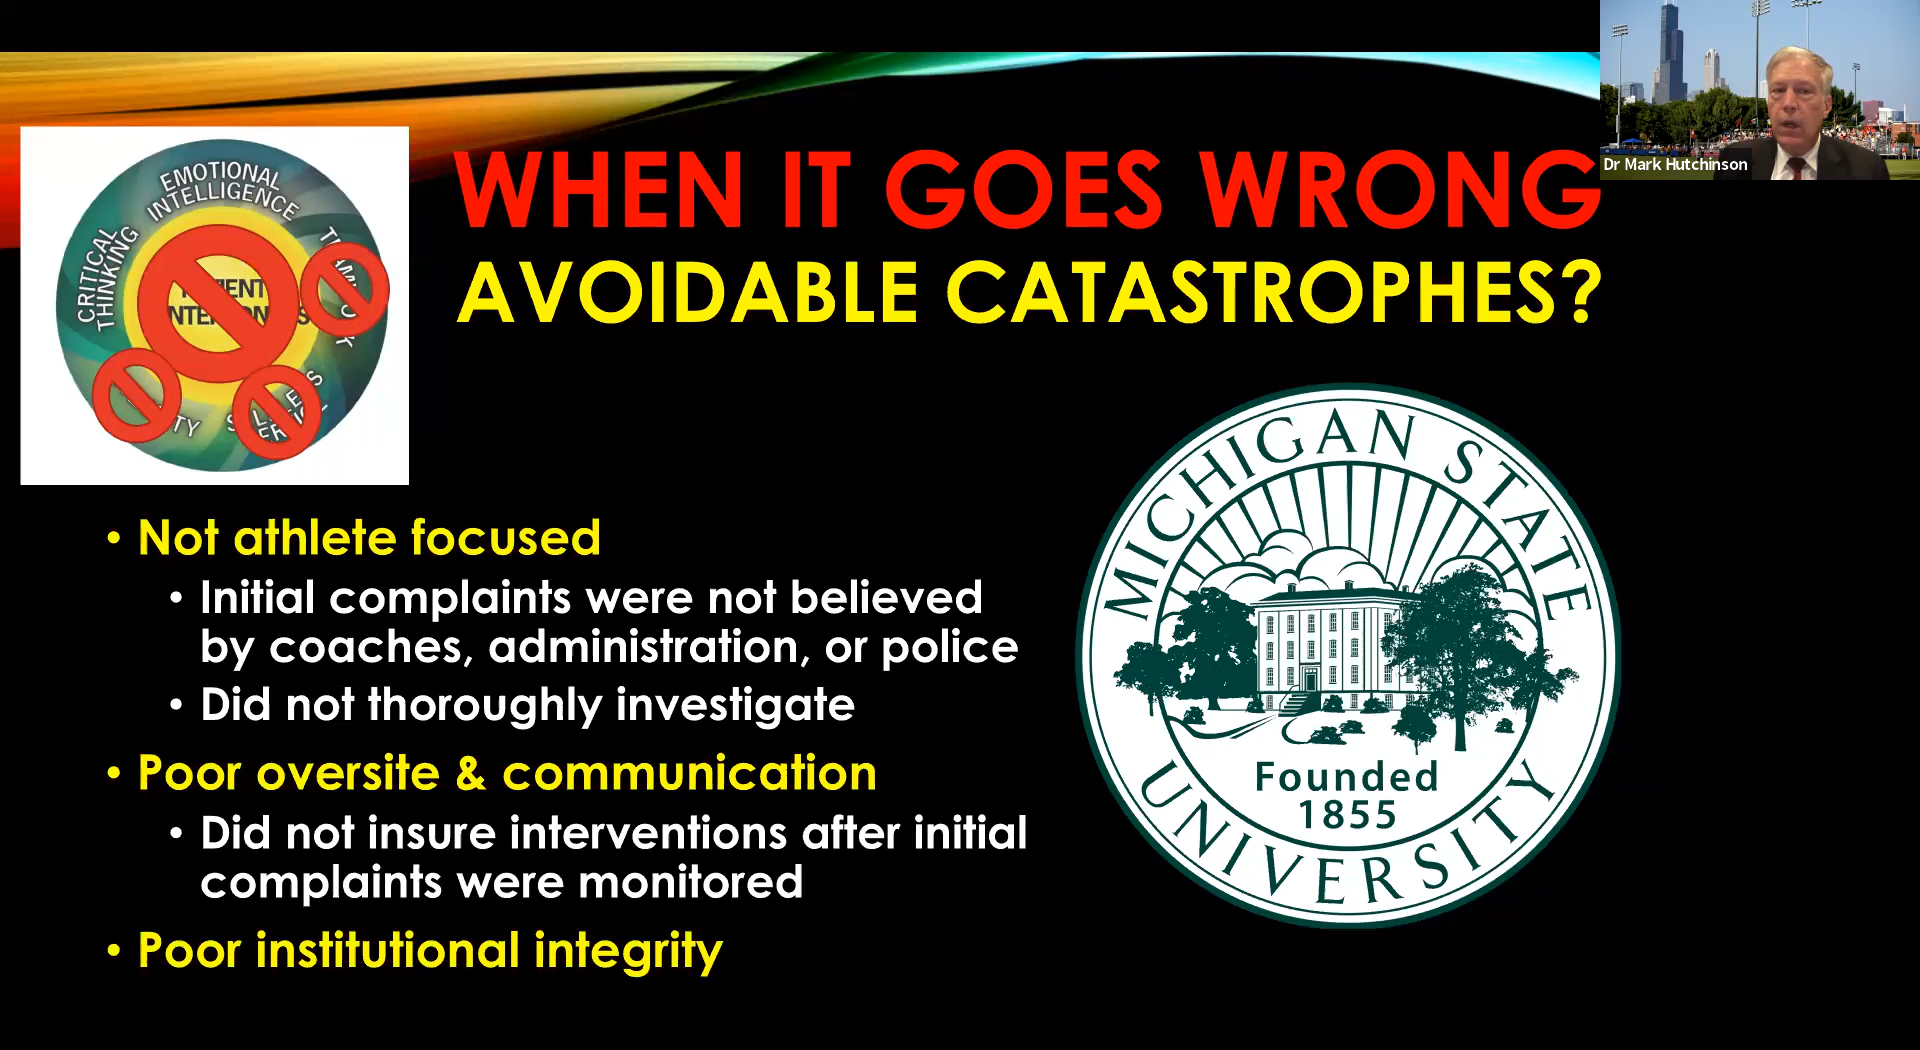 Dr Mark Hutchinson
WHEN IT GOES WRONG
AVOIDABLE CATASTROPHES?
EMOTIONAL
INTELLIGENCE
CRITICAL
THINKING
• Not athlete focused
• Initial complaints were not believed
by coaches, administration, or police
• Did not thoroughly investigate
• Poor oversite & communication
• Did not insure interventions after initial
complaints were monitored
• Poor institutional integrity
MICHIGAN STATE
UNIVERSITY
Founded
1855